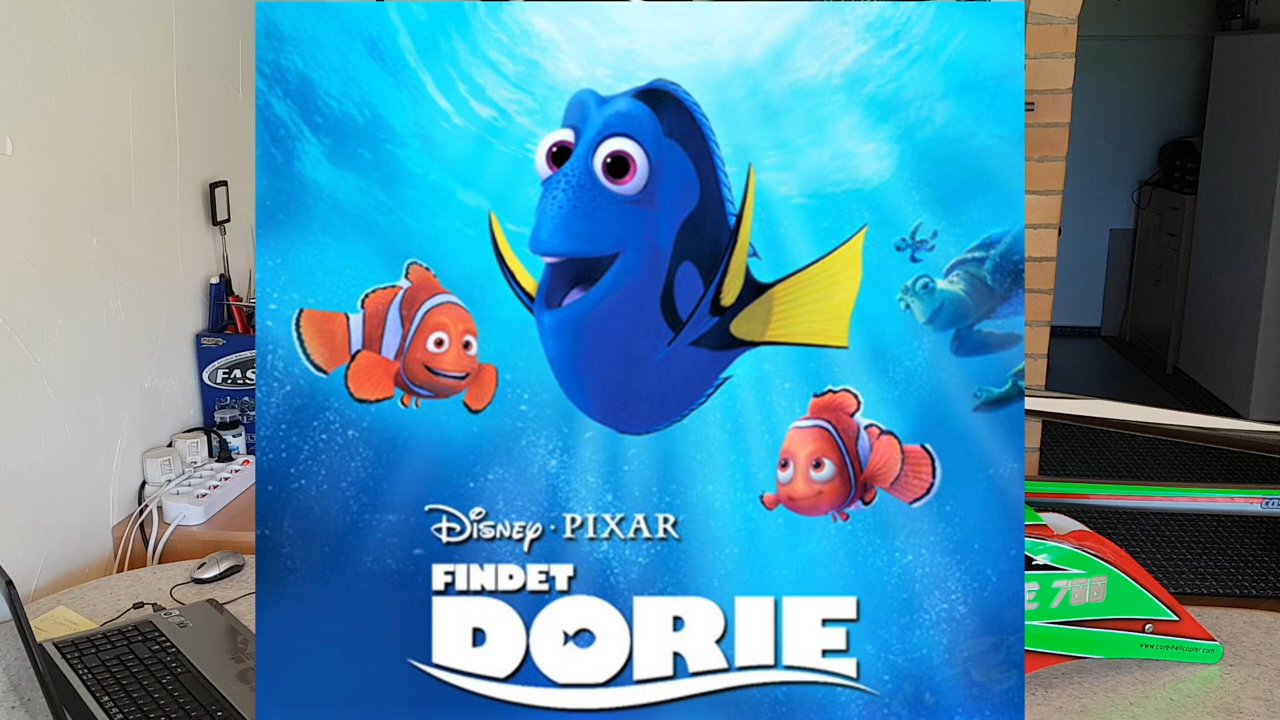 FAS
DISNEY · PIXAR
FINDET
DORIE
E 700
www.core-helicopter.com